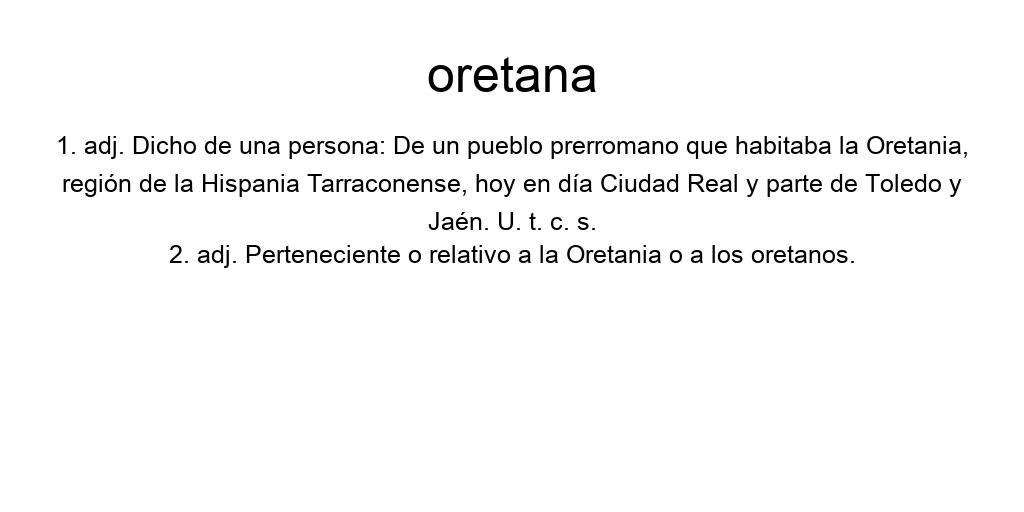 oretana
1. adj. Dicho de una persona: De un pueblo prerromano que habitaba la Oretania,
región de la Hispania Tarraconense, hoy en día Ciudad Real y parte de Toledo y
Jaén. U. t. c. s.
2. adj. Perteneciente o relativo a la Oretania o a los oretanos.